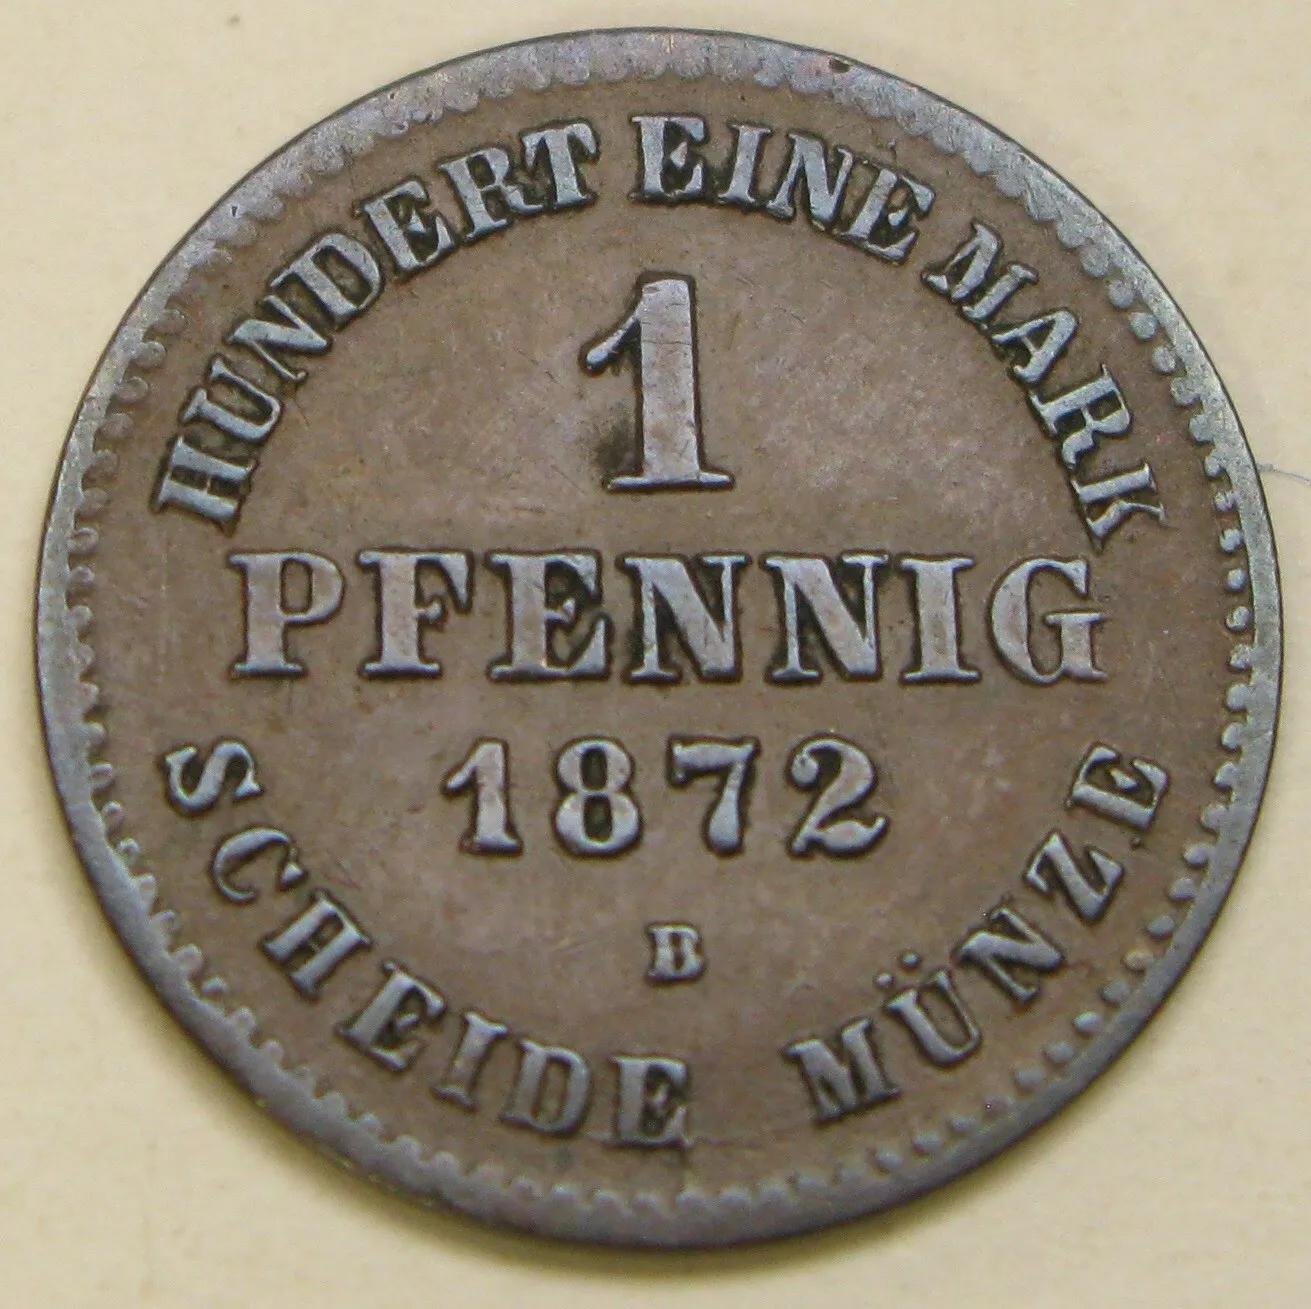 HUNDERT EINE MARK
1
PFENNIG
1872
B
SCHEIDE MÜNZE